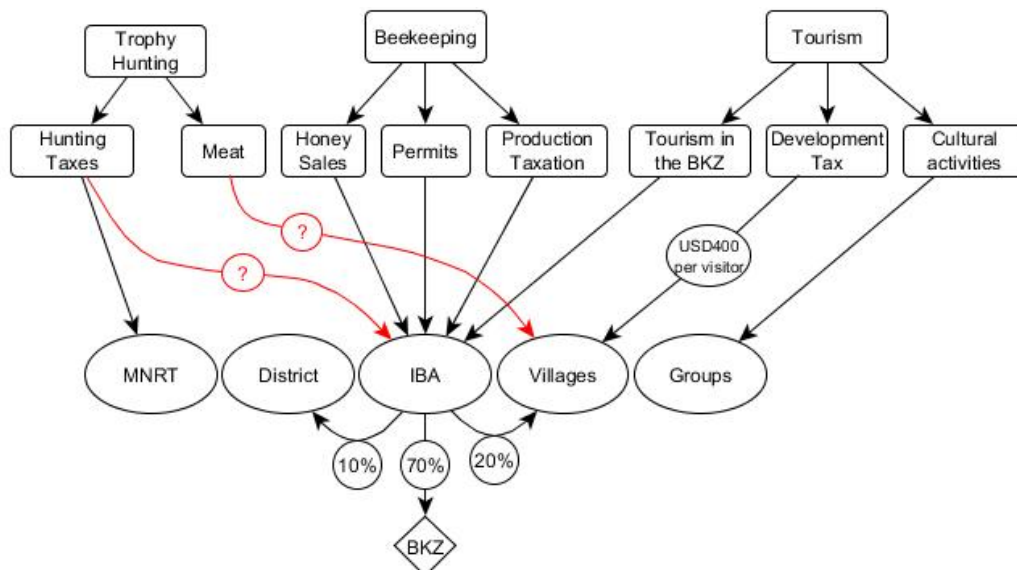 Trophy
Hunting
Beekeeping
Tourism
Hunting
Taxes
Meat
Honey
Sales
Permits
Production
Taxation
Tourism in
the BKZ
Development
Tax
Cultural
activities
?
?
USD400
per visitor
MNRT
District
IBA
Villages
Groups
10%
70%
20%
BKZ